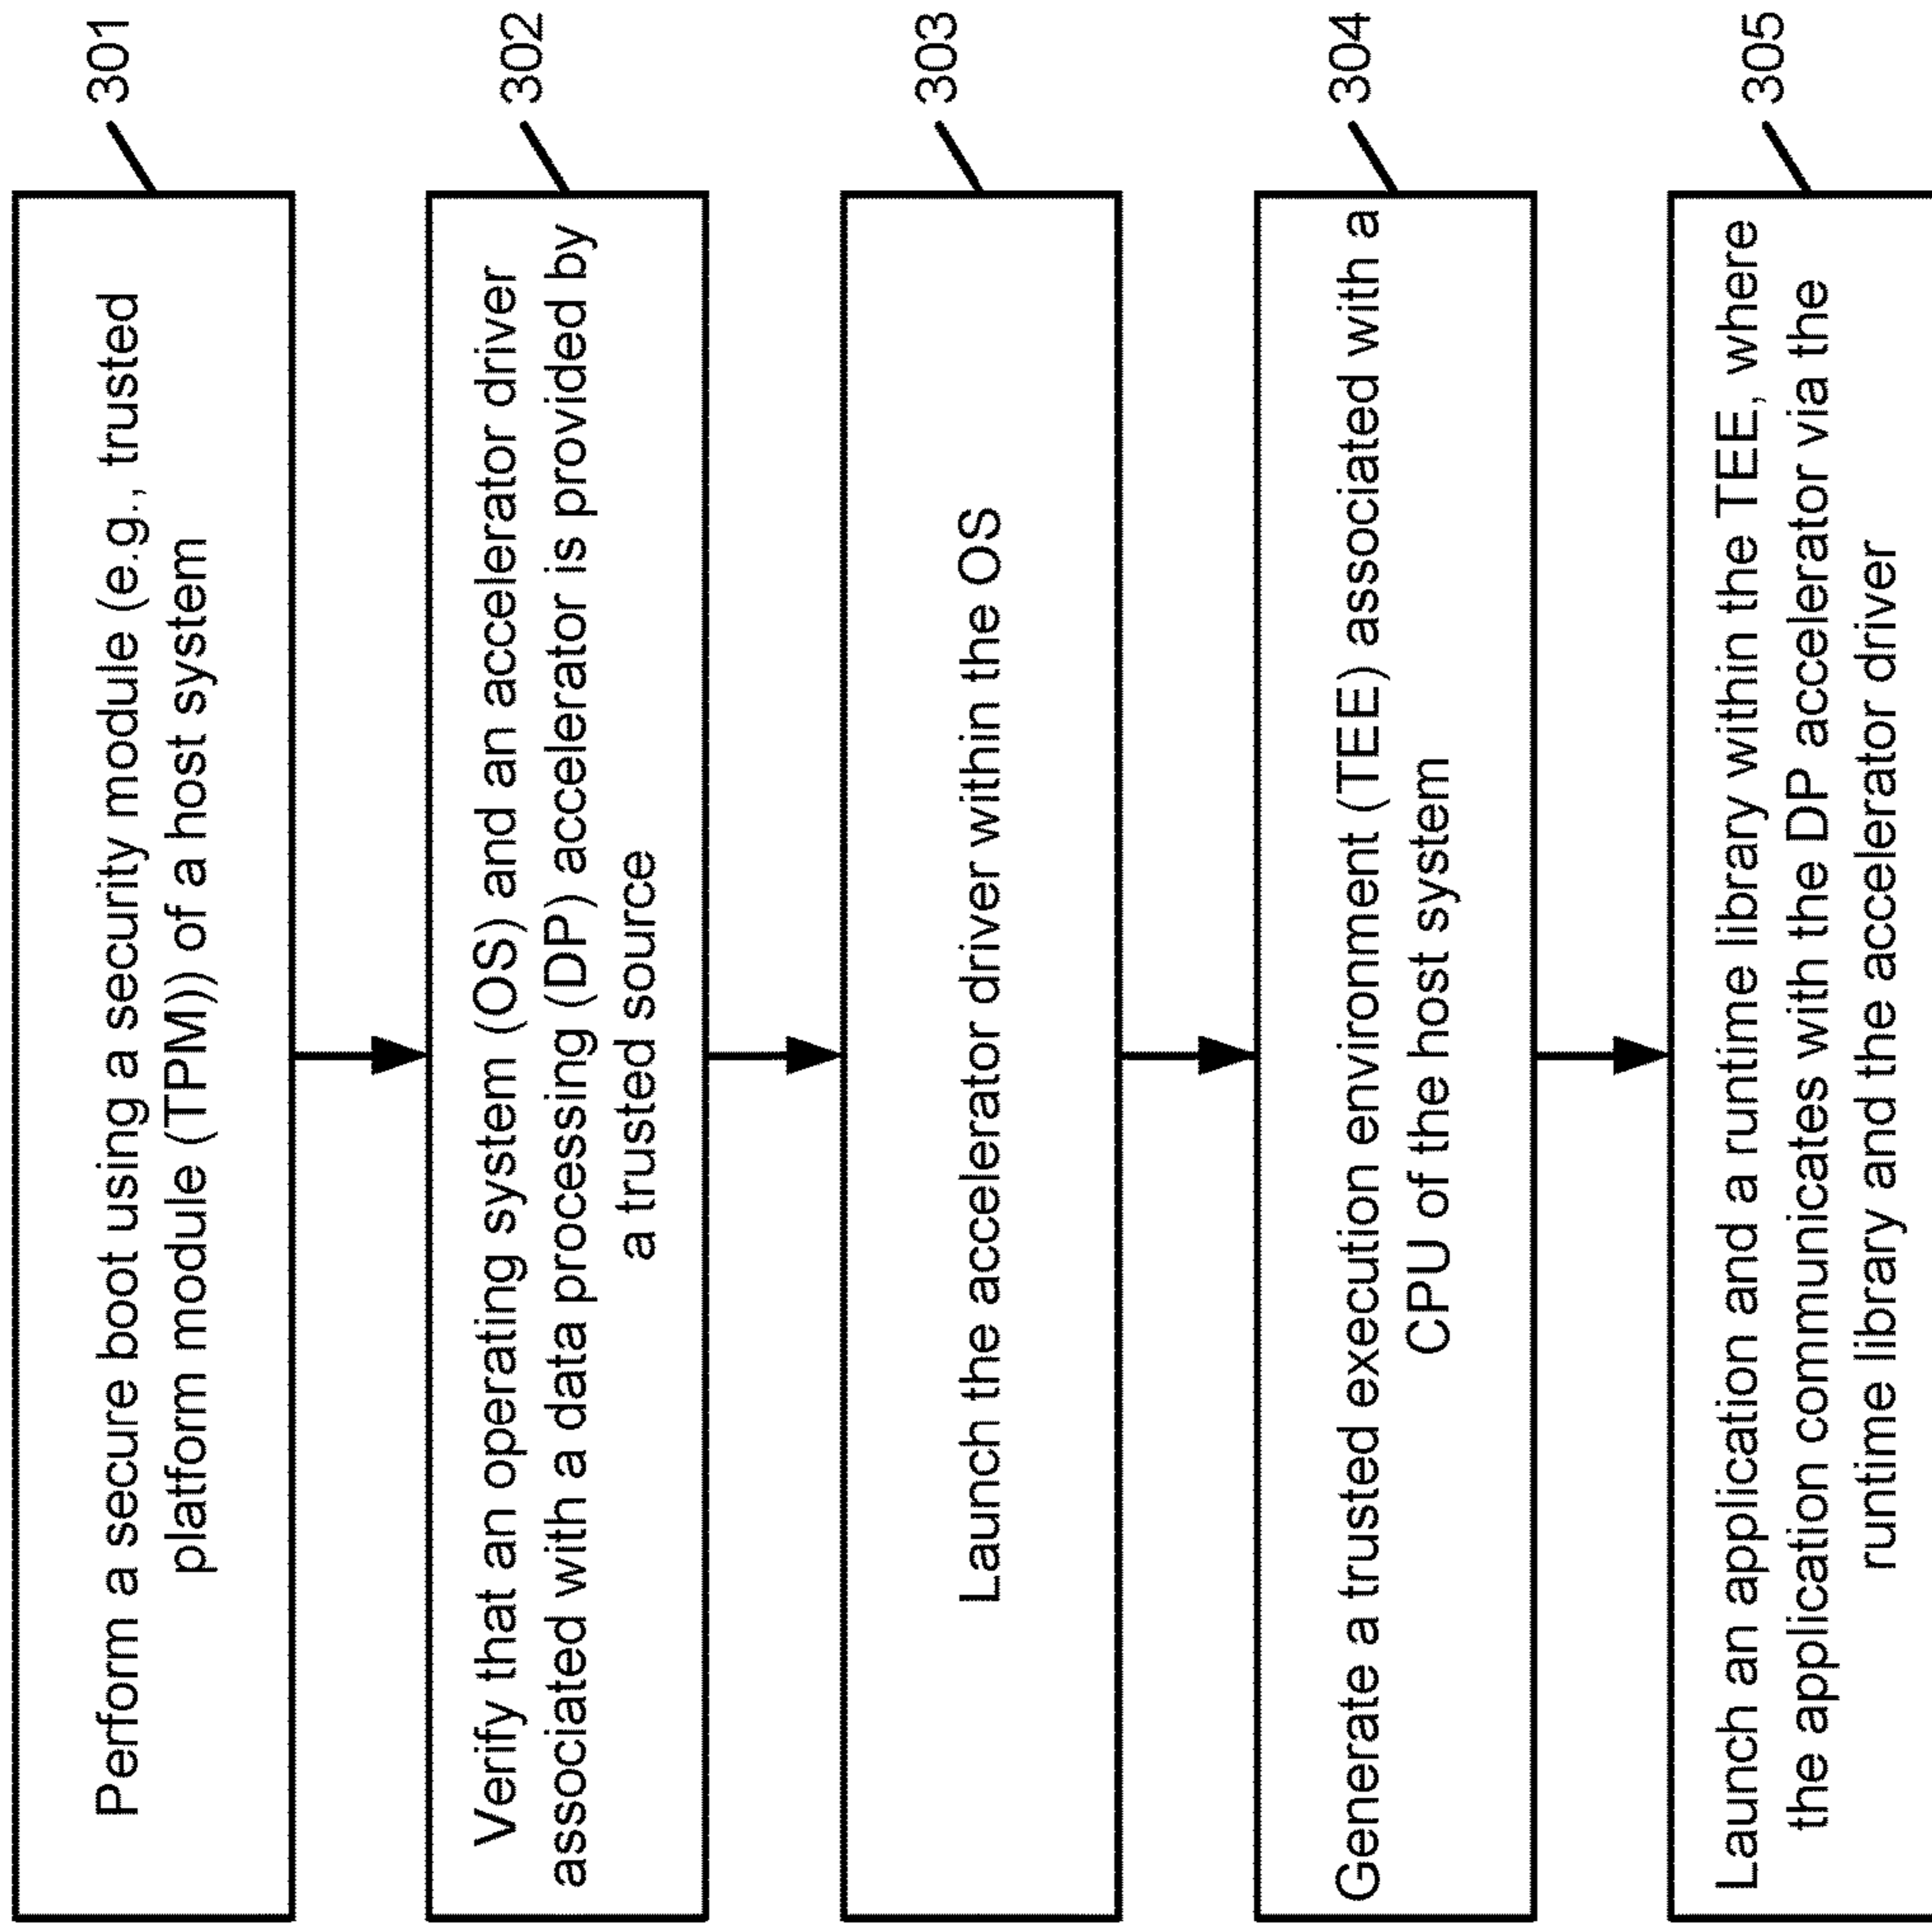 Perform a secure boot using a security module (e.g., trusted
platform module (TPM)) of a host system
301
Verify that an operating system (OS) and an accelerator driver
associated with a data processing (DP) accelerator is provided by
a trusted source
302
Launch the accelerator driver within the OS
303
Generate a trusted execution environment (TEE) associated with a
CPU of the host system
304
Launch an application and a runtime library within the TEE, where
the application communicates with the DP accelerator via the
runtime library and the accelerator driver
305